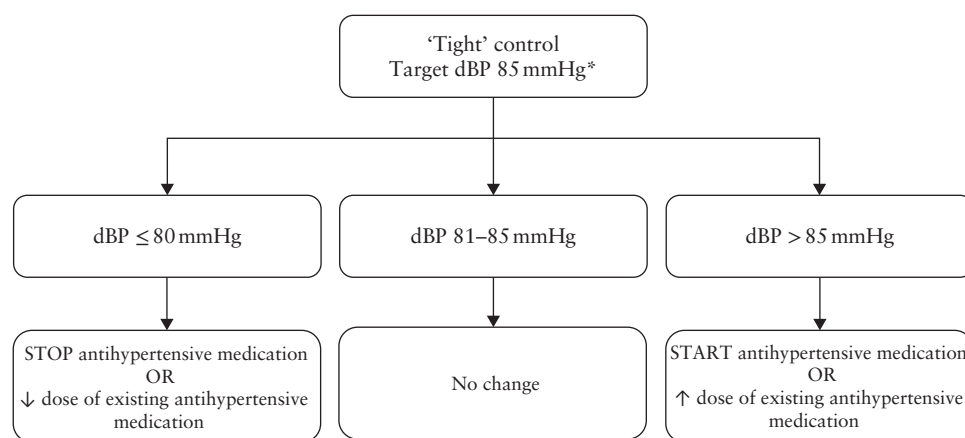 ‘Tight’ control
Target dBP 85 mmHg*
dBP ≤ 80 mmHg
dBP 81–85 mmHg
dBP > 85 mmHg
STOP antihypertensive medication
OR
↓ dose of existing antihypertensive
medication
No change
START antihypertensive medication
OR
↑ dose of existing antihypertensive
medication